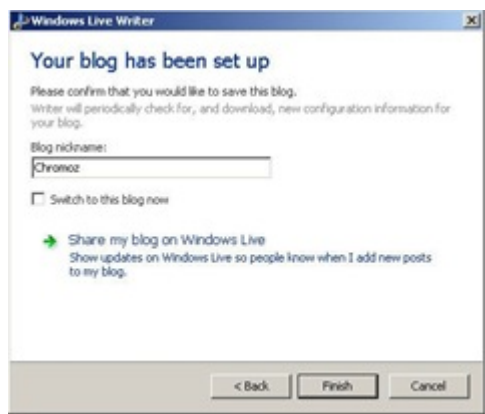 Windows Live Writer
Your blog has been set up
Please confirm that you would like to save this blog.
Writer will periodically check for, and download, new configuration information for
your blog.
Blog nickname:
Chromoz
Switch to this blog now
Share my blog on Windows Live
Show updates on Windows Live so people know when I add new posts
to my blog.
< Back Finish Cancel